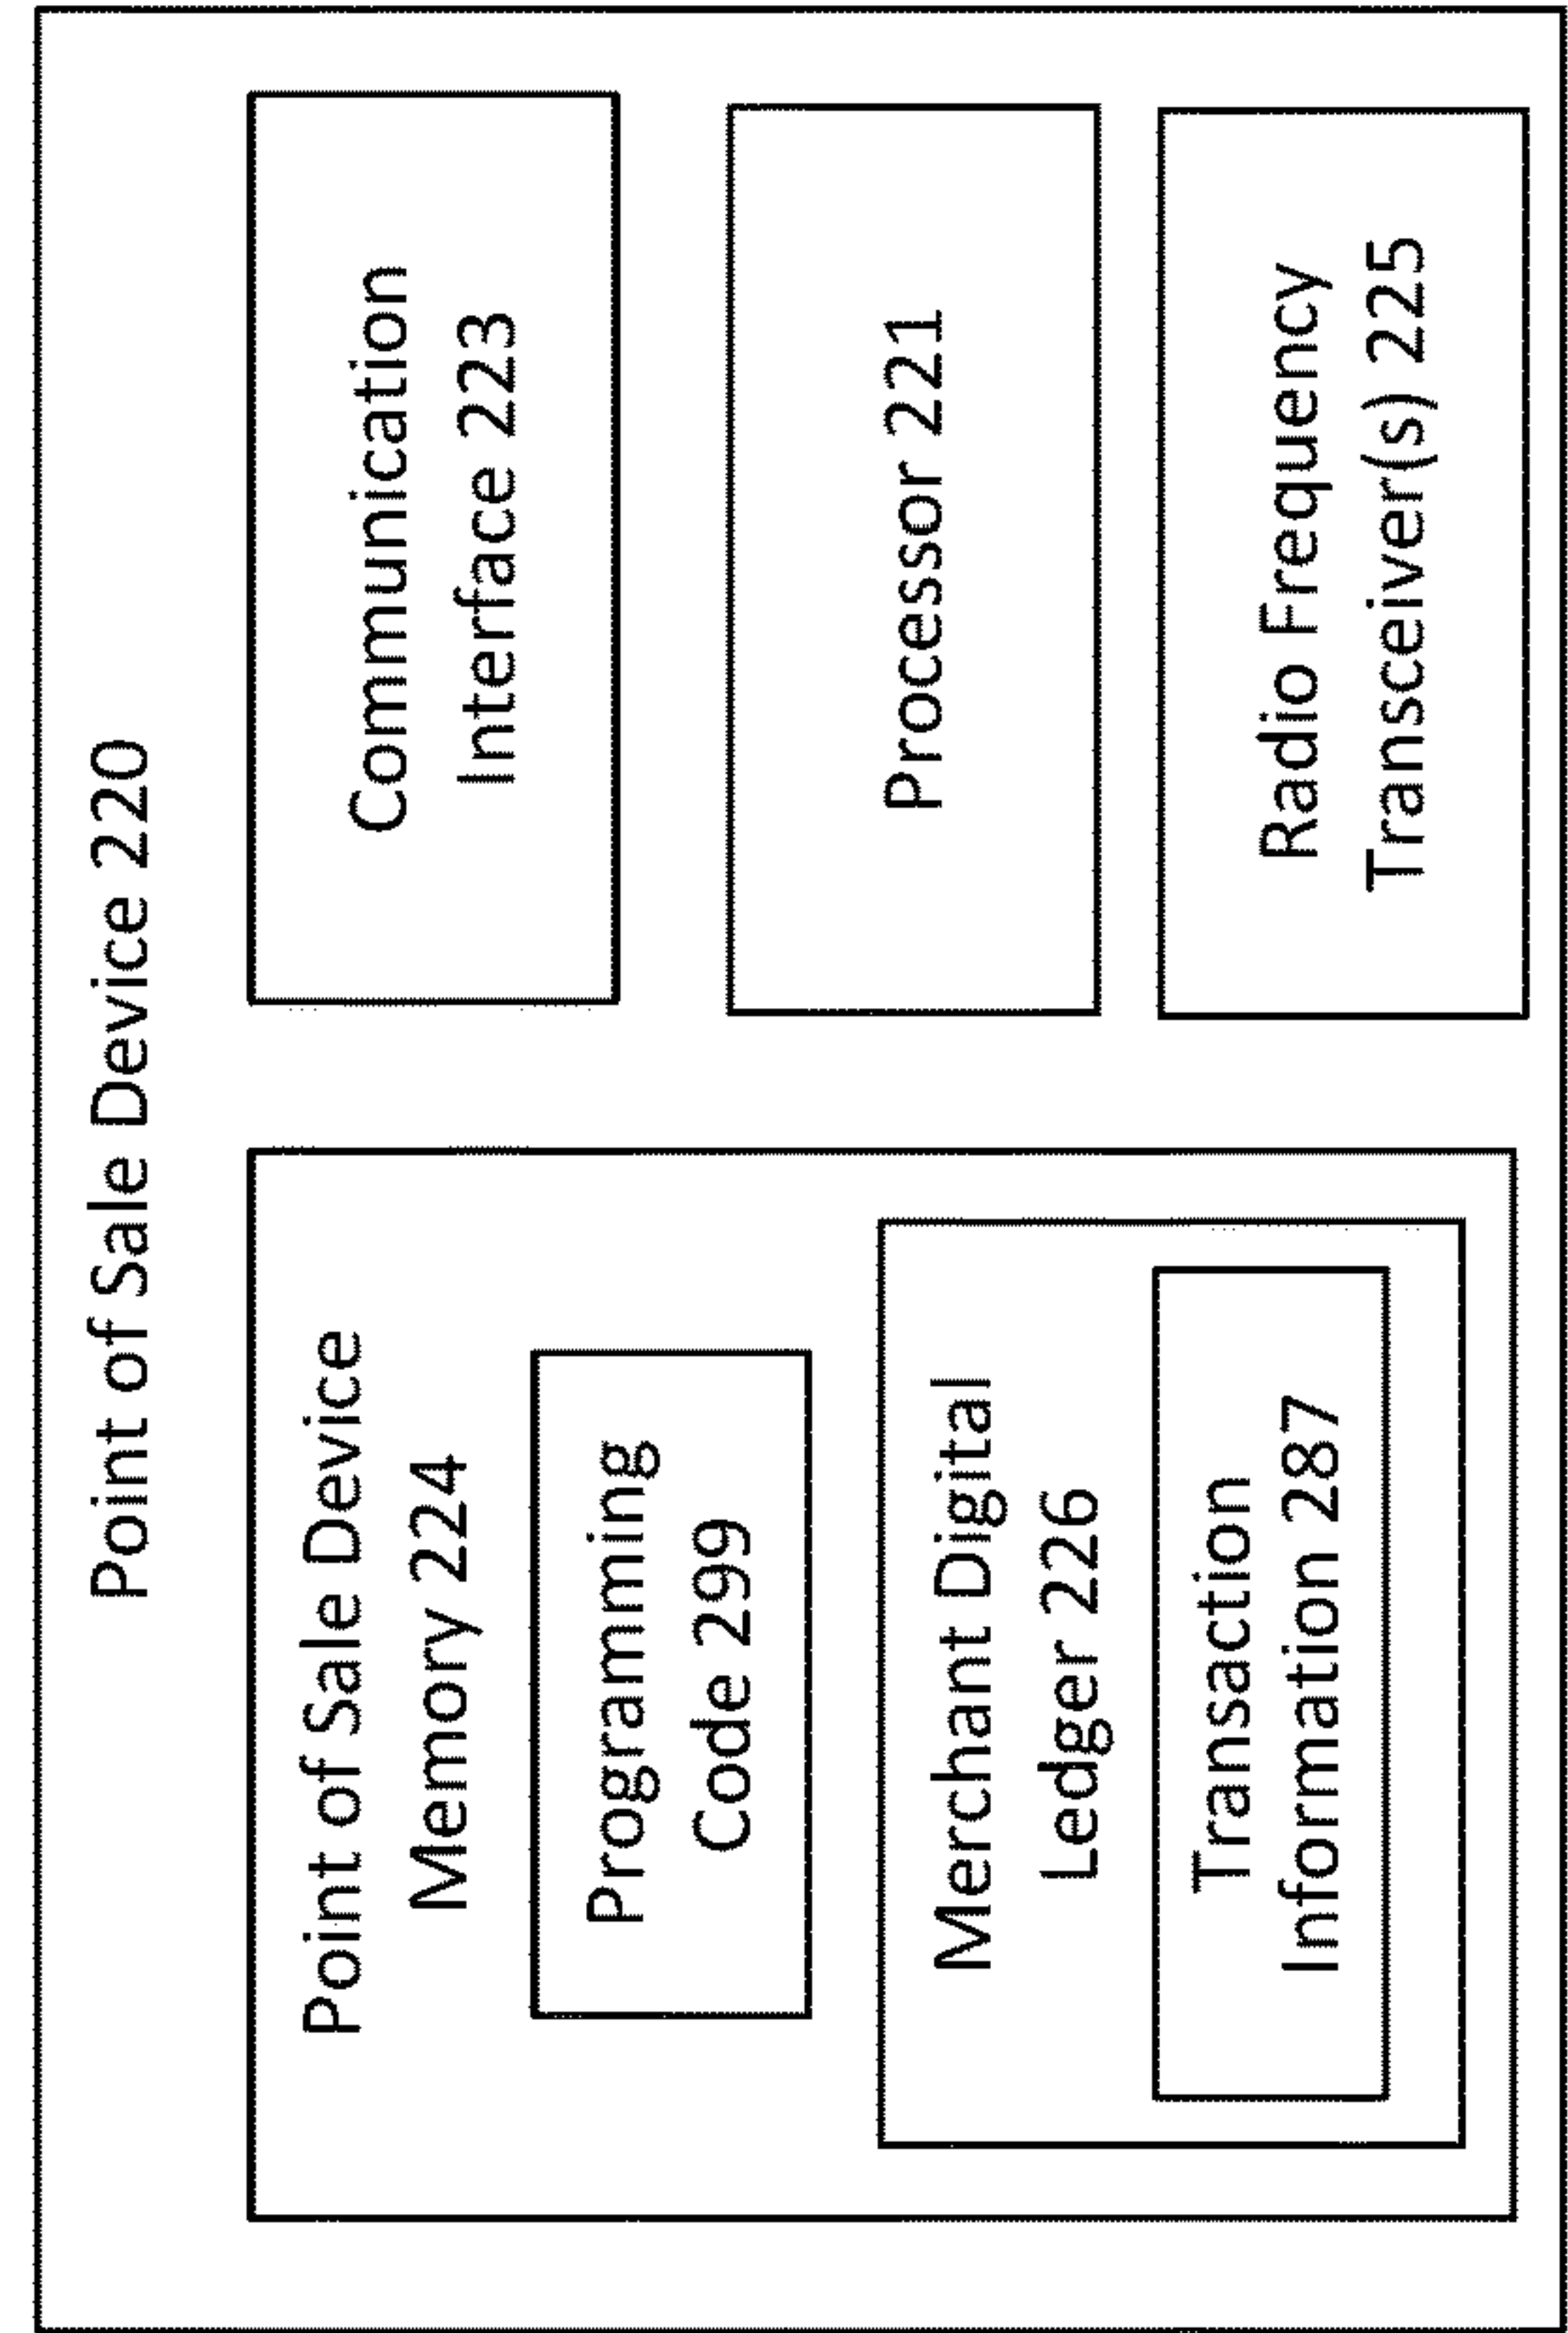 Point of Sale Device 220
Point of Sale Device
Memory 224
Programming
Code 299
Merchant Digital
Ledger 226
Transaction
Information 287
Communication
Interface 223
Processor 221
Radio Frequency
Transceiver(s) 225